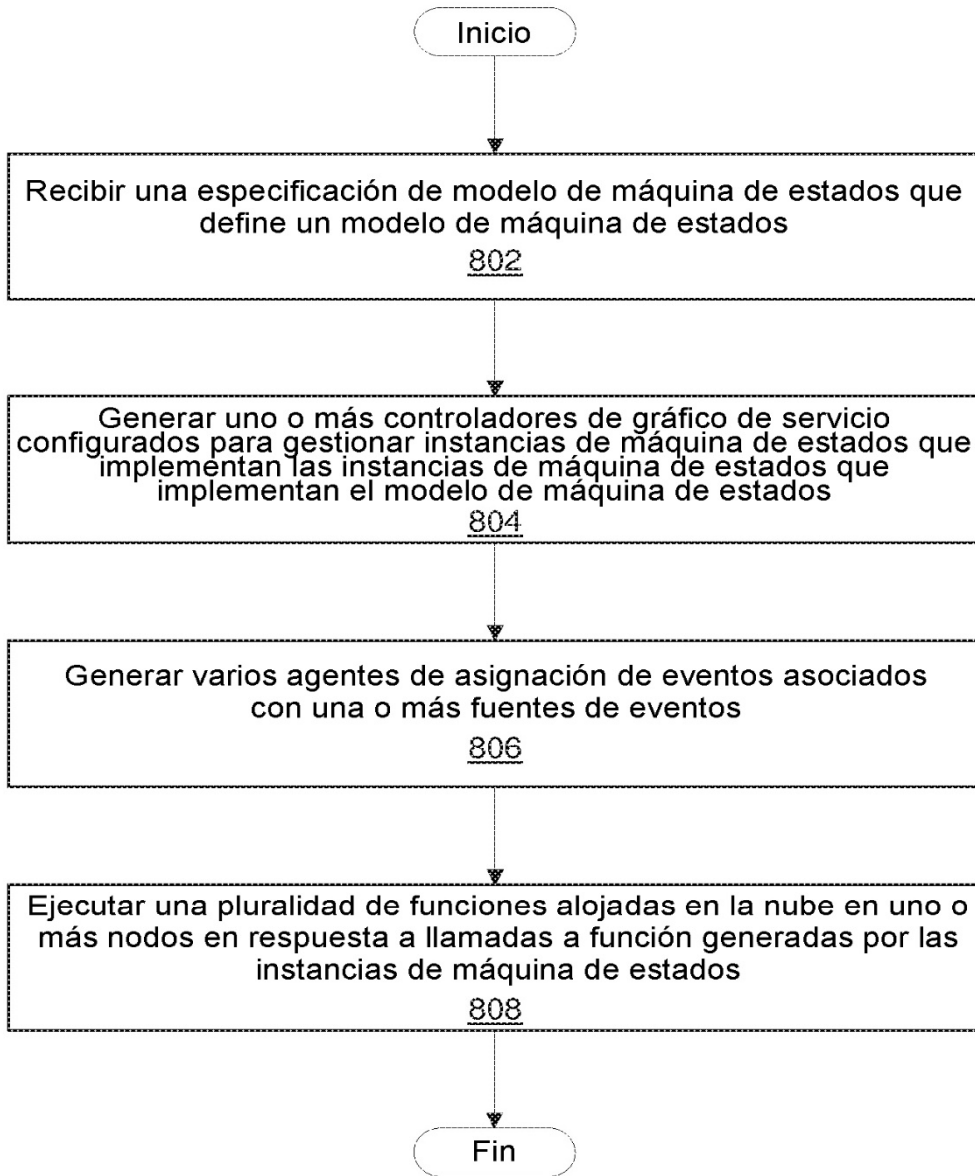 Inicio
Recibir una especificación de modelo de máquina de estados que
define un modelo de máquina de estados
802
Generar uno o más controladores de gráfico de servicio
configurados para gestionar instancias de máquina de estados que
implementan las instancias de máquina de estados que
implementan el modelo de máquina de estados
804
Generar varios agentes de asignación de eventos asociados
con una o más fuentes de eventos
806
Ejecutar una pluralidad de funciones alojadas en la nube en uno o
más nodos en respuesta a llamadas a función generadas por las
instancias de máquina de estados
808
Fin